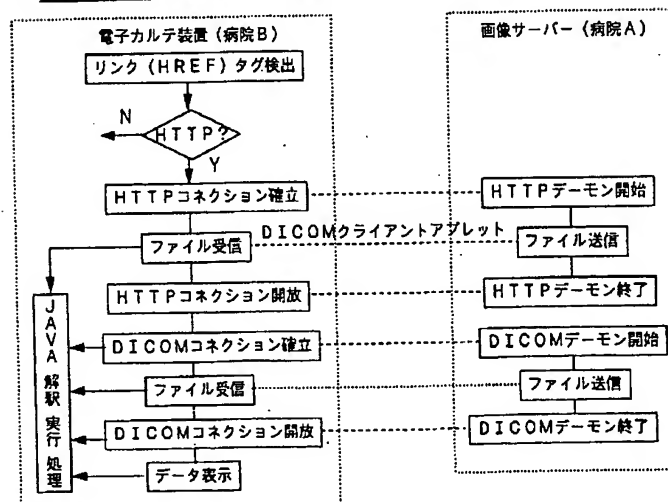 電子カルテ装置（病院B）
リンク（HREF）タグ検出
N
HTTP?
Y
HTTPコネクション確立
ファイル受信
HTTPコネクション開放
DICOMコネクション確立
ファイル受信
DICOMコネクション開放
データ表示
JAVA解釈実行処理
DICOMクライアントアプレット
画像サーバー（病院A）
HTTPデーモン開始
ファイル送信
HTTPデーモン終了
DICOMデーモン開始
ファイル送信
DICOMデーモン終了